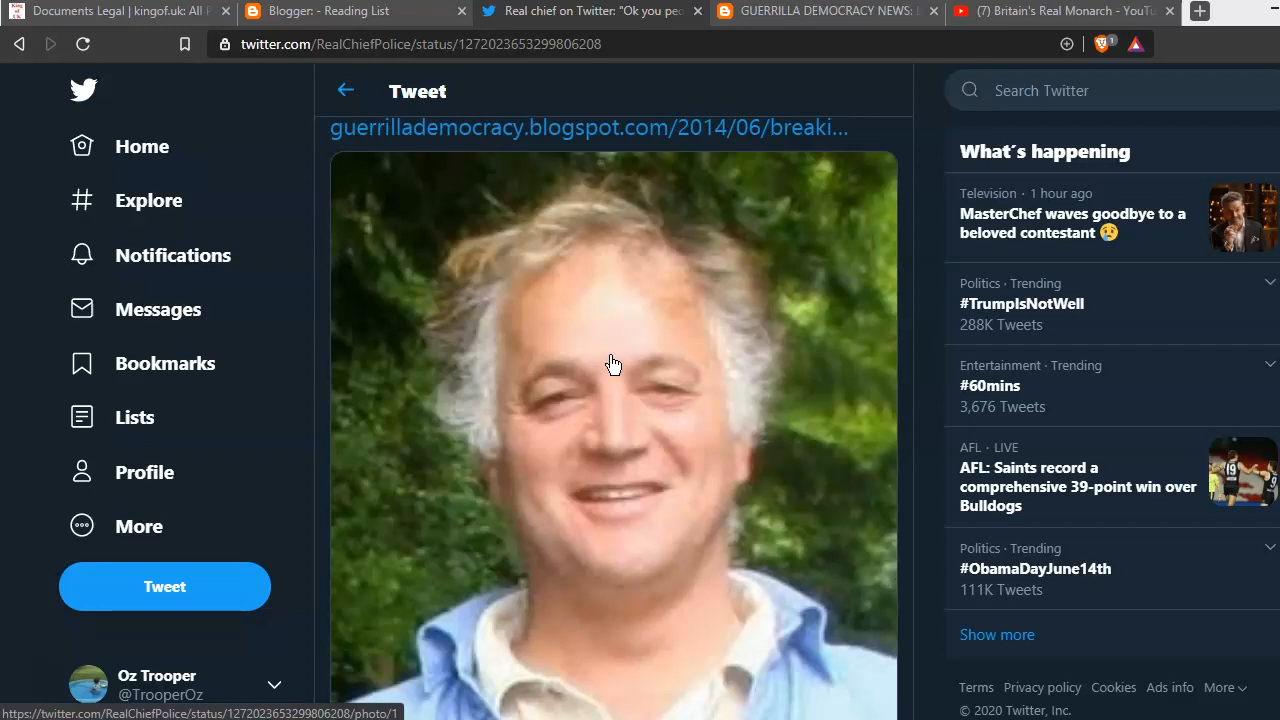 Documents Legal | kingof.uk: All F
Blogger: - Reading List
Real chief on Twitter: "Ok you peo
GUERRILLA DEMOCRACY NEWS:
(7) Britain's Real Monarch - YouTu
twitter.com/RealChiefPolice/status/1272023653299806208
1
Tweet
Search Twitter
guerrillademocracy.blogspot.com/2014/06/breaki...
Home
Explore
Notifications
Messages
Bookmarks
Lists
Profile
More
Tweet
Oz Trooper
@TrooperOz
https://twitter.com/RealChiefPolice/status/1272023653299806208/photo/1
What´s happening
Television · 1 hour ago
MasterChef waves goodbye to a
beloved contestant 😢
Politics · Trending
#TrumpIsNotWell
288K Tweets
Entertainment · Trending
#60mins
3,676 Tweets
AFL · LIVE
AFL: Saints record a
comprehensive 39-point win over
Bulldogs
Politics · Trending
#ObamaDayJune14th
111K Tweets
Show more
Terms Privacy policy Cookies Ads info More
© 2020 Twitter, Inc.